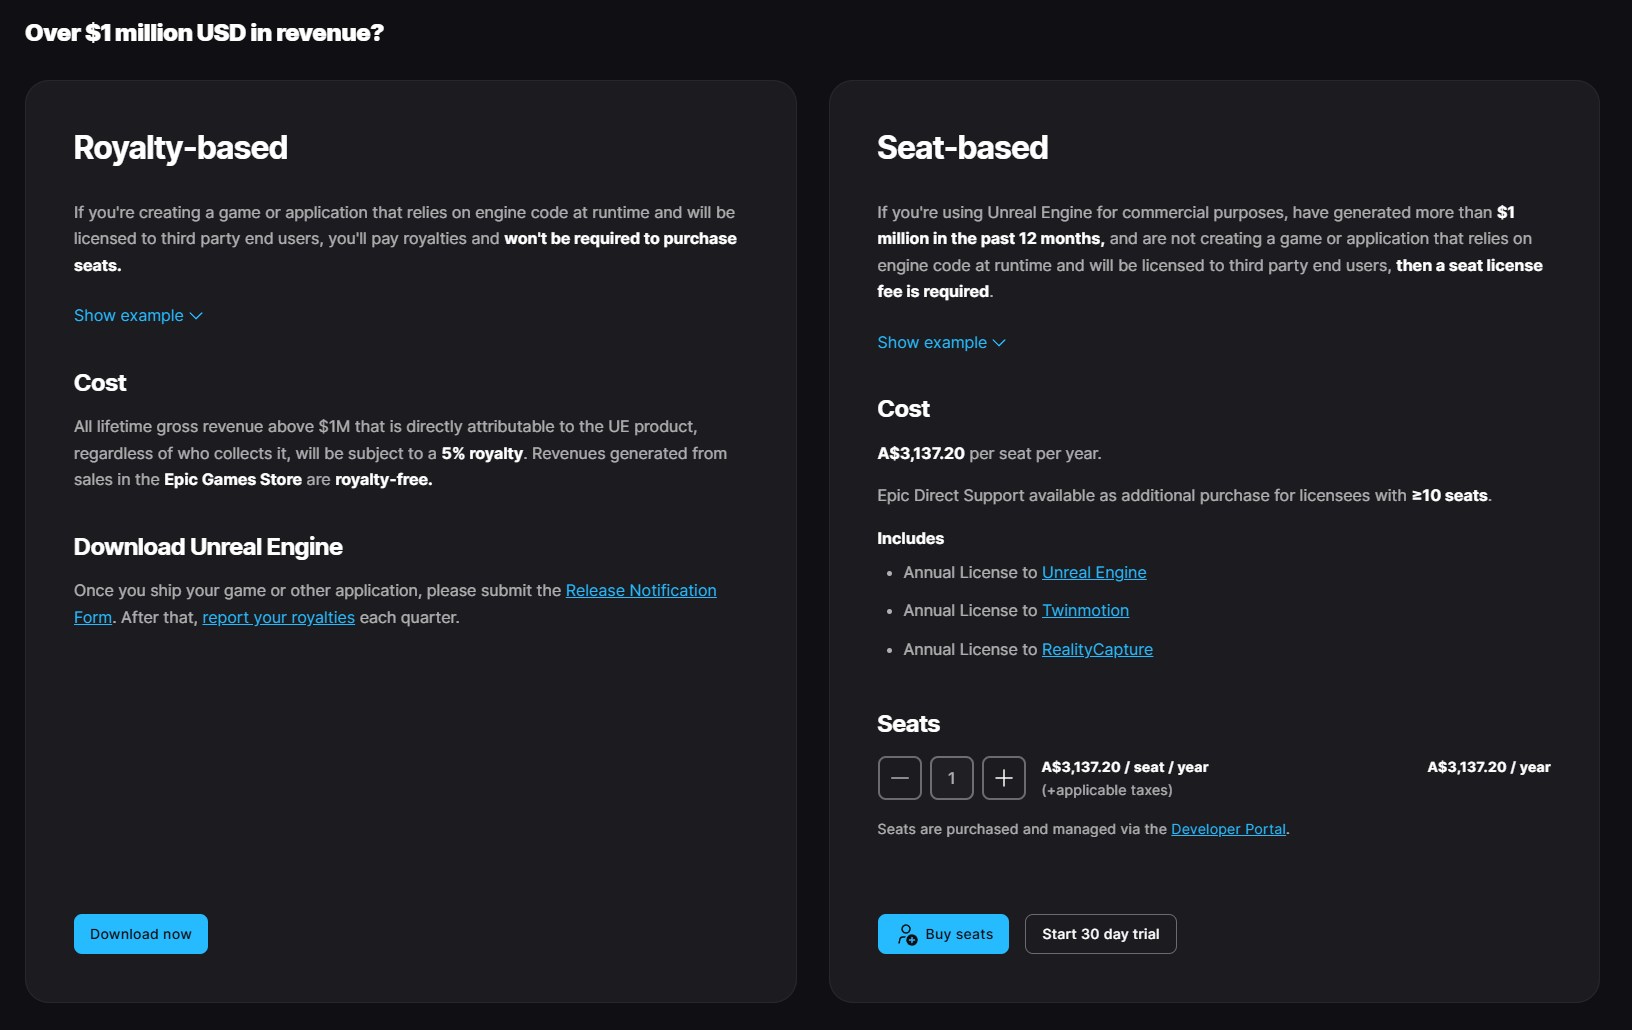 Over $1 million USD in revenue?
Royalty-based
If you're creating a game or application that relies on engine code at runtime and will be
licensed to third party end users, you'll pay royalties and won't be required to purchase
seats.
Show example
Cost
All lifetime gross revenue above $1M that is directly attributable to the UE product,
regardless of who collects it, will be subject to a 5% royalty. Revenues generated from
sales in the Epic Games Store are royalty-free.
Download Unreal Engine
Once you ship your game or other application, please submit the Release Notification
Form. After that, report your royalties each quarter.
Download now
Seat-based
If you're using Unreal Engine for commercial purposes, have generated more than $1
million in the past 12 months, and are not creating a game or application that relies on
engine code at runtime and will be licensed to third party end users, then a seat license
fee is required.
Show example
Cost
A$3,137.20 per seat per year.
Epic Direct Support available as additional purchase for licensees with ≥10 seats.
Includes
• Annual License to Unreal Engine
• Annual License to Twinmotion
• Annual License to RealityCapture
Seats
1
A$3,137.20 / seat / year
A$3,137.20 / year
(+applicable taxes)
Seats are purchased and managed via the Developer Portal.
Buy seats
Start 30 day trial